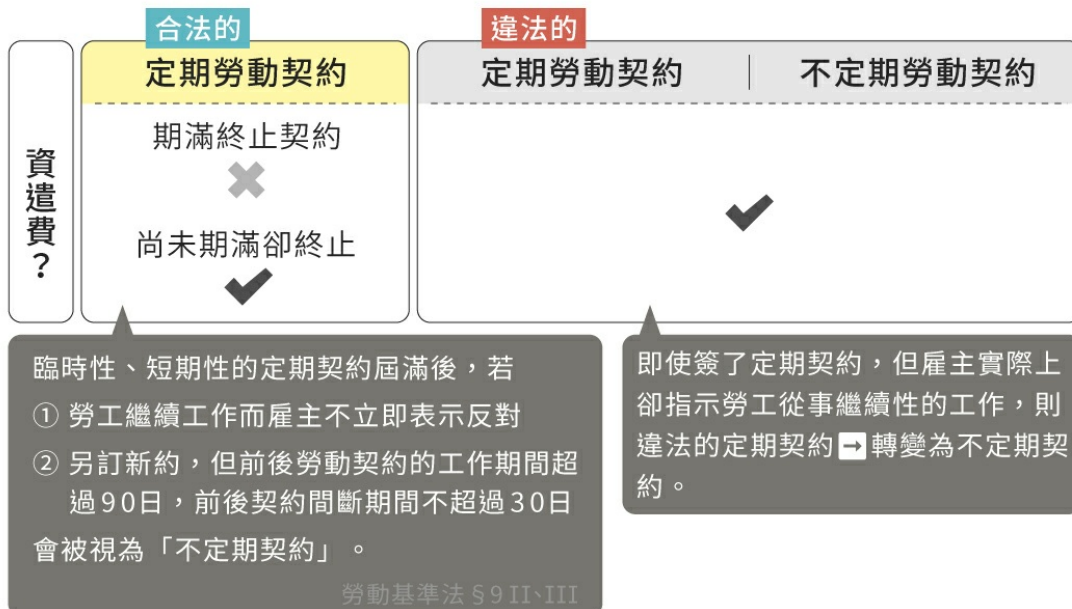 合法的
違法的
定期勞動契約
定期勞動契約｜不定期勞動契約
資遣費？
期滿終止契約
尚未期滿卻終止
臨時性、短期性的定期契約屆滿後，若
① 勞工繼續工作而雇主不立即表示反對
② 另訂新約，但前後勞動契約的工作期間超
過90日，前後契約間斷期間不超過30日
會被視為「不定期契約」。
勞動基準法§9 II、III
即使簽了定期契約，但雇主實際上
卻指示勞工從事繼續性的工作，則
違法的定期契約➡轉變為不定期契
約。